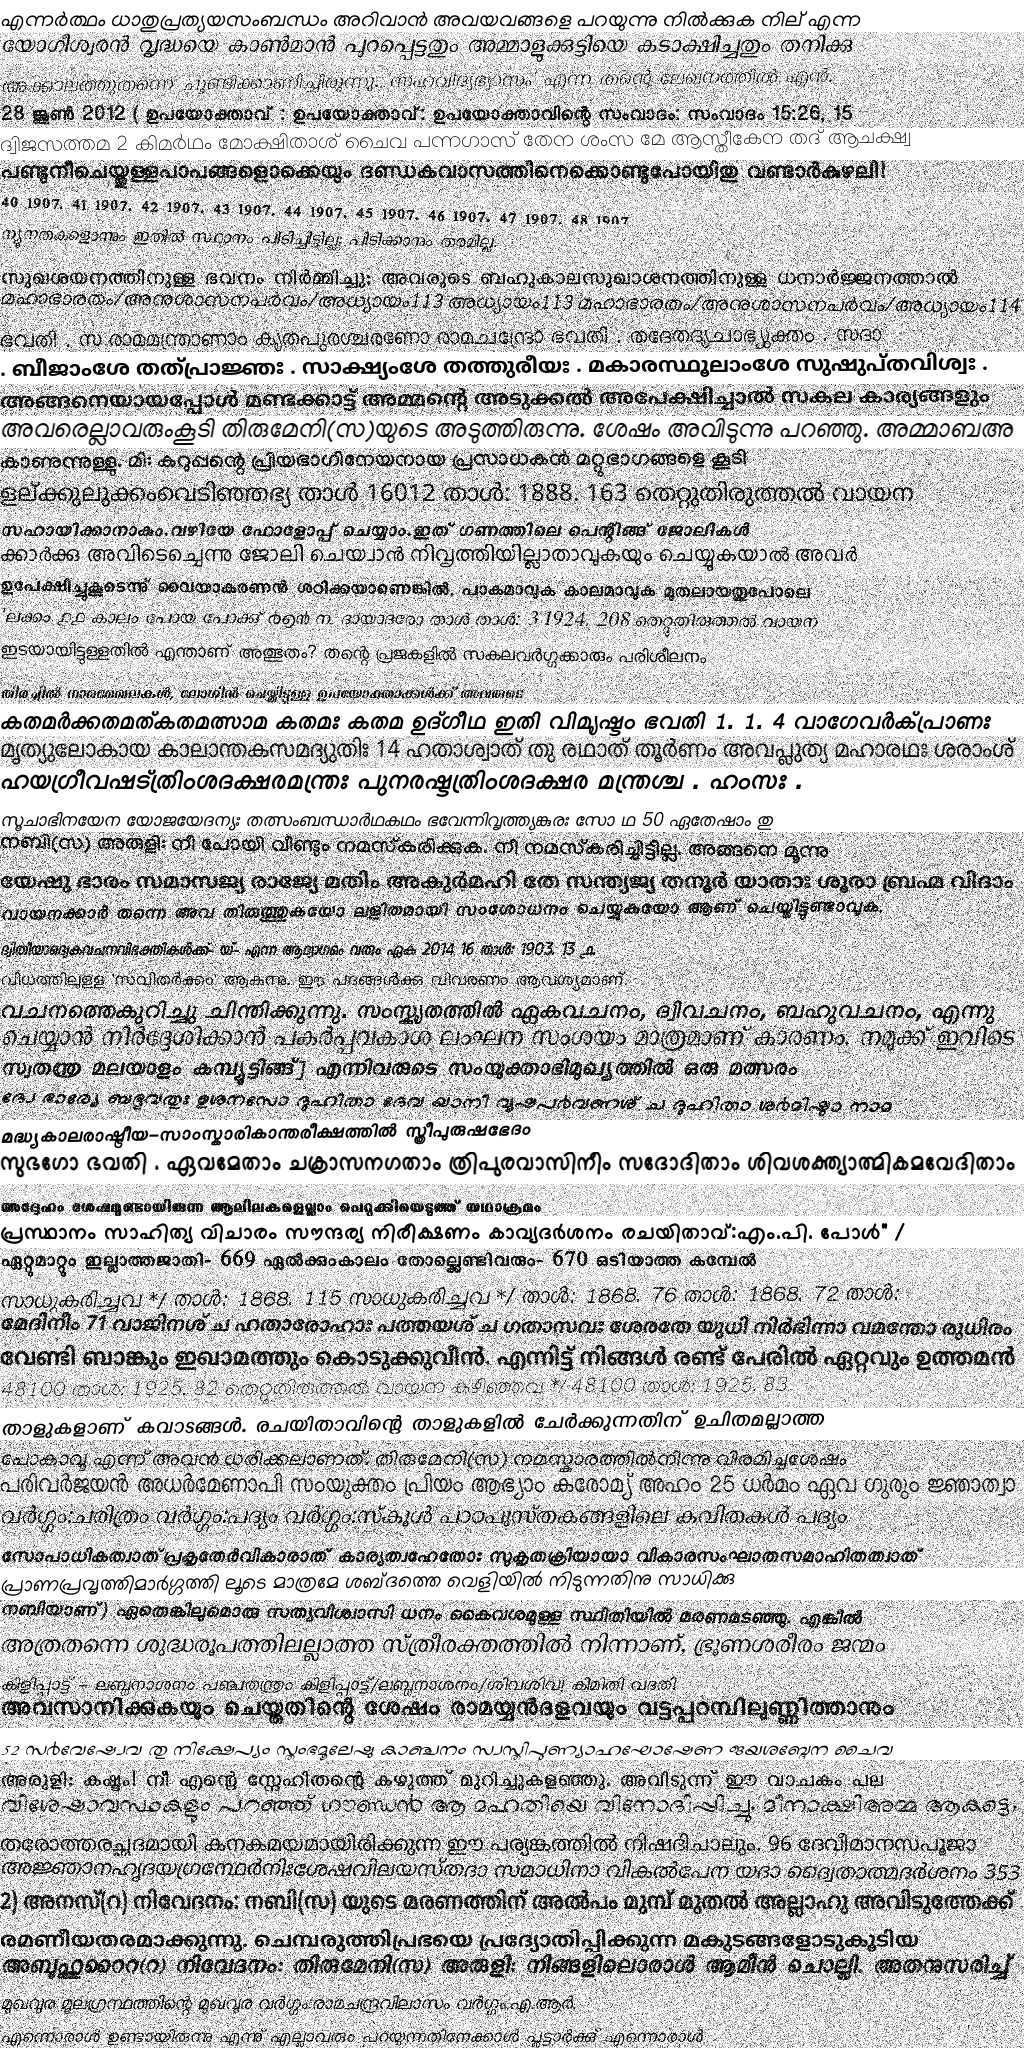 എന്നർത്ഥം ധാതുപ്രത്യയസംബന്ധം അറിവാൻ അവയവങ്ങളെ പറയുന്നു നിൽക്കുക നില് എന്ന
യോഗീശ്വരൻ വൃദ്ധയെ കാൺമാൻ പുറപ്പെട്ടതും അമ്മാളുക്കുട്ടിയെ കടാക്ഷിച്ചതും തനിക്കു
അക്കാലത്തുതന്നെ ചൂണ്ടിക്കാണിച്ചിരുന്നു. 'സഹവിദ്യഭ്യാസം' എന്ന തന്റെ ലേഖനത്തിൽ എൻ.
28 ജൂൺ 2012 ( ഉപയോക്താവ് : ഉപയോക്താവ്: ഉപയോക്താവിന്റെ സംവാദം: സംവാദം 15:26, 15
ദ്വിജസത്തമ 2 കിമർഥം മോക്ഷിതാശ് ചൈവ പന്നഗാസ് തേന ശംസ മേ ആസ്തീകേന തദ് ആചക്ഷ്വ
പണ്ടുനീചെയ്തുള്ളപാപങ്ങളൊക്കെയും ദണ്ഡകവാസത്തിനെക്കൊണ്ടുപോയിതു വണ്ടാർകുഴലി!
40 1907. 41 1907. 42 1907. 43 1907. 44 1907. 45 1907. 46 1907. 47 1907. 48 1907
ന്യൂനതകളൊന്നും ഇതിൽ സ്ഥാനം പിടിച്ചിട്ടില്ല; പിടിക്കാനും തരമില്ല.
സുഖശയനത്തിനുള്ള ഭവനം നിർമ്മിച്ചു; അവരുടെ ബഹുകാലസുഖാശനത്തിനുള്ള ധനാർജ്ജനത്താൽ
മഹാഭാരതം/അനുശാസനപർവം/അധ്യായം113 അധ്യായം113 മഹാഭാരതം/അനുശാസനപർവം/അധ്യായം114
ഭവതി . സ രാമമന്ത്രാണാം കൃതപുരശ്ചരണോ രാമചന്ദ്രോ ഭവതി . തദേതദൃചാഭ്യുക്തം . സദാ
. ബീജാംശേ തത്പ്രാജ്ഞഃ . സാക്ഷ്യംശേ തത്തുരീയഃ . മകാരസ്ഥൂലാംശേ സുഷുപ്തവിശ്വഃ .
അങ്ങനെയായപ്പോൾ മണ്ടക്കാട്ട് അമ്മന്റെ അടുക്കൽ അപേക്ഷിച്ചാൽ സകല കാര്യങ്ങളും
അവരെല്ലാവരുംകൂടി തിരുമേനി(സ)യുടെ അടുത്തിരുന്നു. ശേഷം അവിടുന്നു പറഞ്ഞു. അമ്മാബഅ
കാണുന്നുള്ളു. മി: കറുപ്പന്റെ പ്രിയഭാഗിനേയനായ പ്രസാധകൻ മറ്റുഭാഗങ്ങളെ കൂടി
ളല്ക്കുലുക്കംവെടിഞ്ഞഭ്യ താൾ 16012 താൾ: 1888. 163 തെറ്റുതിരുത്തൽ വായന
സഹായിക്കാനാകും.വഴിയേ ഫോളോപ്പ് ചെയ്യാം.ഇത് ഗണത്തിലെ പെന്റിങ്ങ് ജോലികൾ
ക്കാർക്കു അവിടെച്ചെന്നു ജോലി ചെയ്വാൻ നിവൃത്തിയില്ലാതാവുകയും ചെയ്യുകയാൽ അവർ
ഉപേക്ഷിച്ചുകൂടെന്നു് വൈയാകരണൻ ശഠിക്കയാണെങ്കിൽ, പാകമാവുക കാലമാവുക മുതലായതുപോലെ
'ലക്കം ൧൧ കാലം പോയ പോക്കു് ൨൭൩ ന. ദായാദരോ താൾ താൾ: 3 1924. 208 തെറ്റുതിരുത്തൽ വായന
ഇടയായിട്ടുള്ളതിൽ എന്താണ് അത്ഭുതം? തന്റെ പ്രജകളിൽ സകലവർഗ്ഗക്കാരും പരിശീലനം
തിരച്ചിൽ നാരമേഖലകൾ, ലോഗിൻ ചെയ്തിട്ടുള്ള ഉപയോക്താക്കൾക്ക് അവരുടെ
കതമർക്കതമത്കതമത്സാമ കതമഃ കതമ ഉദ്ഗീഥ ഇതി വിമൃഷ്ടം ഭവതി 1. 1. 4 വാഗേവർക്പ്രാണഃ
മൃത്യുലോകായ കാലാന്തകസമദ്യുതിഃ 14 ഹതാശ്വാത് തു രഥാത് തൂർണം അവപ്ലുത്യ മഹാരഥഃ ശരാംശ്
ഹയഗ്രീവഷട്ത്രിംശദക്ഷരമന്ത്രഃ പുനരഷ്ടത്രിംശദക്ഷര മന്ത്രശ്ച . ഹംസഃ .
സൂചാഭിനയേന യോജയേദന്യഃ തത്സംബന്ധാർഥകഥം ഭവേന്നിവൃത്ത്യങ്കുരഃ സോ ഥ 50 ഏതേഷാം തു
നബി(സ) അരുളി: നീ പോയി വീണ്ടും നമസ്കരിക്കുക. നീ നമസ്കരിച്ചിട്ടില്ല. അങ്ങനെ മൂന്നു
യേഷു ഭാരം സമാസജ്യ രാജ്യേ മതിം അകുർമഹി തേ സന്ത്യജ്യ തനൂർ യാതാഃ ശൂരാ ബ്രഹ്മ വിദാം
വായനക്കാർ തന്നെ അവ തിരുത്തുകയോ ലളിതമായി സംശോധനം ചെയ്യുകയോ ആണ് ചെയ്തിട്ടുണ്ടാവുക.
ദ്വിതീയാദ്യേകവചനവിഭക്തികൾക്ക്- യ്- എന്ന ആദ്യാഗമം വരും ഏക 2014 16 താൾ: 1903. 13 ൧.
വിധത്തിലുള്ള 'സവിതർക്കം' ആകുന്നു. ഈ പദങ്ങൾക്കു വിവരണം ആവശ്യമാണ്.
വചനത്തെകുറിച്ചു ചിന്തിക്കുന്നു. സംസ്കൃതത്തിൽ ഏകവചനം, ദ്വിവചനം, ബഹുവചനം, എന്നു
ചെയ്യാൻ നിർദ്ദേശിക്കാൻ പകർപ്പവകാശ ലംഘന സംശയം മാത്രമാണ് കാരണം. നമുക്ക് ഇവിടെ
സ്വതന്ത്ര മലയാളം കമ്പ്യൂട്ടിങ്ങ്] എന്നിവരുടെ സംയുക്താഭിമുഖ്യത്തിൽ ഒരു മത്സരം
ദ്വേ ഭാര്യേ ബഭൂവതുഃ ഉശനസോ ദുഹിതാ ദേവ യാനീ വൃഷപർവണശ് ച ദുഹിതാ ശർമിഷ്ഠാ നാമ
മദ്ധ്യകാലരാഷ്ട്രീയ-സാംസ്കാരികാന്തരീക്ഷത്തിൽ സ്ത്രീപുരുഷഭേദം
സുഭഗോ ഭവതി . ഏവമേതാം ചക്രാസനഗതാം ത്രിപുരവാസിനീം സദോദിതാം ശിവശക്ത്യാത്മികമവേദിതാം
അദ്ദേഹം ശേഷമുണ്ടായിരുന്ന ആലിലകളെല്ലാം പെറുക്കിയെടുത്ത് യഥാക്രമം
പ്രസ്ഥാനം സാഹിത്യ വിചാരം സൗന്ദര്യ നിരീക്ഷണം കാവ്യദർശനം രചയിതാവ്:എം.പി. പോൾ" /
ഏറ്റുമാറ്റും ഇല്ലാത്തജാതി- 669 ഏൽക്കുംകാലം തോല്ലെണ്ടിവരും- 670 ഒടിയാത്ത കമ്പേൽ
സാധൂകരിച്ചവ */ താൾ: 1868. 115 സാധുകരിച്ചവ */ താൾ: 1868. 76 താൾ: 1868. 72 താൾ:
മേദിനീം 71 വാജിനശ് ച ഹതാരോഹാഃ പത്തയശ് ച ഗതാസവഃ ശേരതേ യുധി നിർഭിന്നാ വമന്തോ രുധിരം
വേണ്ടി ബാങ്കും ഇഖാമത്തും കൊടുക്കുവീൻ. എന്നിട്ട് നിങ്ങൾ രണ്ട് പേരിൽ ഏറ്റവും ഉത്തമൻ
48100 താൾ: 1925. 82 തെറ്റുതിരുത്തൽ വായന കഴിഞ്ഞവ */ 48100 താൾ: 1925. 83
താളുകളാണ് കവാടങ്ങൾ. രചയിതാവിന്റെ താളുകളിൽ ചേർക്കുന്നതിന് ഉചിതമല്ലാത്ത
പോകാവൂ എന്ന് അവൻ ധരിക്കലാണത്. തിരുമേനി(സ) നമസ്കാരത്തിൽനിന്നു വിരമിച്ചശേഷം
പരിവർജയൻ അധർമേണാപി സംയുക്തം പ്രിയം ആഭ്യാം കരോമ്യ് അഹം 25 ധർമം ഏവ ഗുരും ജ്ഞാത്വാ
വർഗ്ഗം:ചരിത്രം വർഗ്ഗം:പദ്യം വർഗ്ഗം:സ്കൂൾ പാഠപുസ്തകങ്ങളിലെ കവിതകൾ പദ്യം
സോപാധികത്വാത്പ്രകൃതേർവികാരാത് കാര്യത്വഹേതോഃ സുകൃതക്രിയായാ വികാരസംഘാതസമാഹിതത്വാത്
പ്രാണപ്രവൃത്തിമാർഗ്ഗത്തി ലൂടെ മാത്രമേ ശബ്ദത്തെ വെളിയിൽ നിടുന്നതിനു സാധിക്കു
നബിയാണ്) ഏതെങ്കിലുമൊരു സത്യവിശ്വാസി ധനം കൈവശമുള്ള സ്ഥിതിയിൽ മരണമടഞ്ഞു. എങ്കിൽ
അത്രതന്നെ ശുദ്ധരൂപത്തിലല്ലാത്ത സ്ത്രീരക്തത്തിൽ നിന്നാണ്, ഭ്രൂണശരീരം ജന്മം
കിളിപ്പാട്ട് - ലങ്കനാശനം പഞ്ചതന്ത്രം കിളിപ്പാട്ട്/ലബ്ധനാശനം/ശിവശിവ! കിമിതി വദതി
അവസാനിക്കുകയും ചെയ്തതിന്റെ ശേഷം രാമയ്യൻദളവയും വട്ടപ്പറമ്പിലുണ്ണിത്താനും
52 സർവേഷ്വേവ തു നിക്ഷേപ്യം സ്വംഭൂലേഷു കാഞ്ചനം സ്വസ്തിപുണ്യാഹഘോഷേണ ജയശബ്ദേന ചൈവ
അരുളി: കഷ്ടം! നീ എന്റെ സ്നേഹിതന്റെ കഴുത്ത് മുറിച്ചുകളഞ്ഞു. അവിടുന്ന് ഈ വാചകം പല
വിശേഷാവസ്ഥകളും പറഞ്ഞ് ഗൗണ്ഡൻ ആ മഹതിയെ വിനോദിപ്പിച്ചു. മീനാക്ഷിഅമ്മ ആകട്ടെ,
തരോത്തരച്ഛദമായി കനകമയമായിരിക്കുന്ന ഈ പര്യങ്കത്തിൽ നിഷദിചാലും. 96 ദേവീമാനസപൂജാ
അജ്ഞാനഹൃദയഗ്രന്ഥേർനിഃശേഷവിലയസ്തദാ സമാധിനാ വികൽപേന യദാ ദ്വൈതാത്മദർശനം 353
2) അനസ്(റ) നിവേദനം: നബി(സ) യുടെ മരണത്തിന് അൽപം മുമ്പ് മുതൽ അല്ലാഹു അവിടുത്തേക്ക്
രമണീയതരമാക്കുന്നു. ചെമ്പരുത്തിപ്രഭയെ പ്രദ്യോതിപ്പിക്കുന്ന മകുടങ്ങളോടുകൂടിയ
അബൂഹുറൈറ(റ) നിവേദനം: തിരുമേനി(സ) അരുളി: നിങ്ങളിലൊരാൾ ആമീൻ ചൊല്ലി. അതനുസരിച്ച്
മുഖവുര മൂലഗ്രന്ഥത്തിന്റെ മുഖവുര വർഗ്ഗം:രാമചന്ദ്രവിലാസം വർഗ്ഗം:എ.ആർ.
എന്നൊരാൾ ഉണ്ടായിരുന്നു എന്നു് എല്ലാവരും പറയുന്നതിനേക്കാൾ പൂട്ടാർക്കു് എന്നൊരാൾ